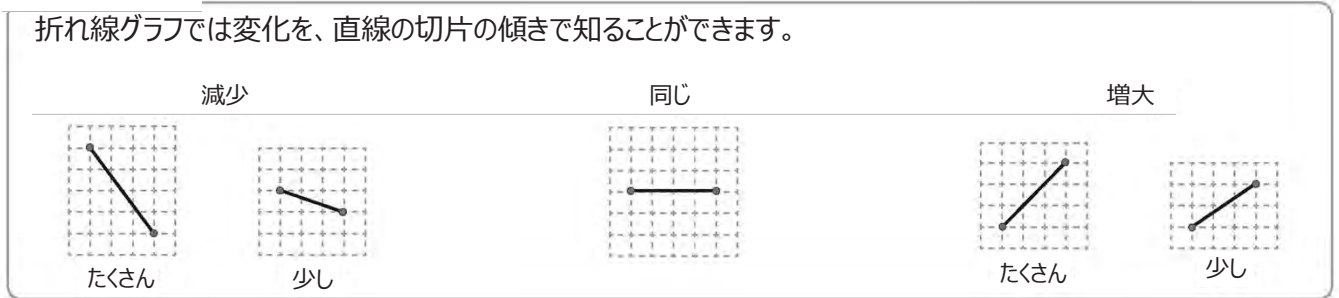 折れ線グラフでは変化を、直線の切片の傾きで知ることができます。
減少 同じ 増大
たくさん 少し たくさん 少し